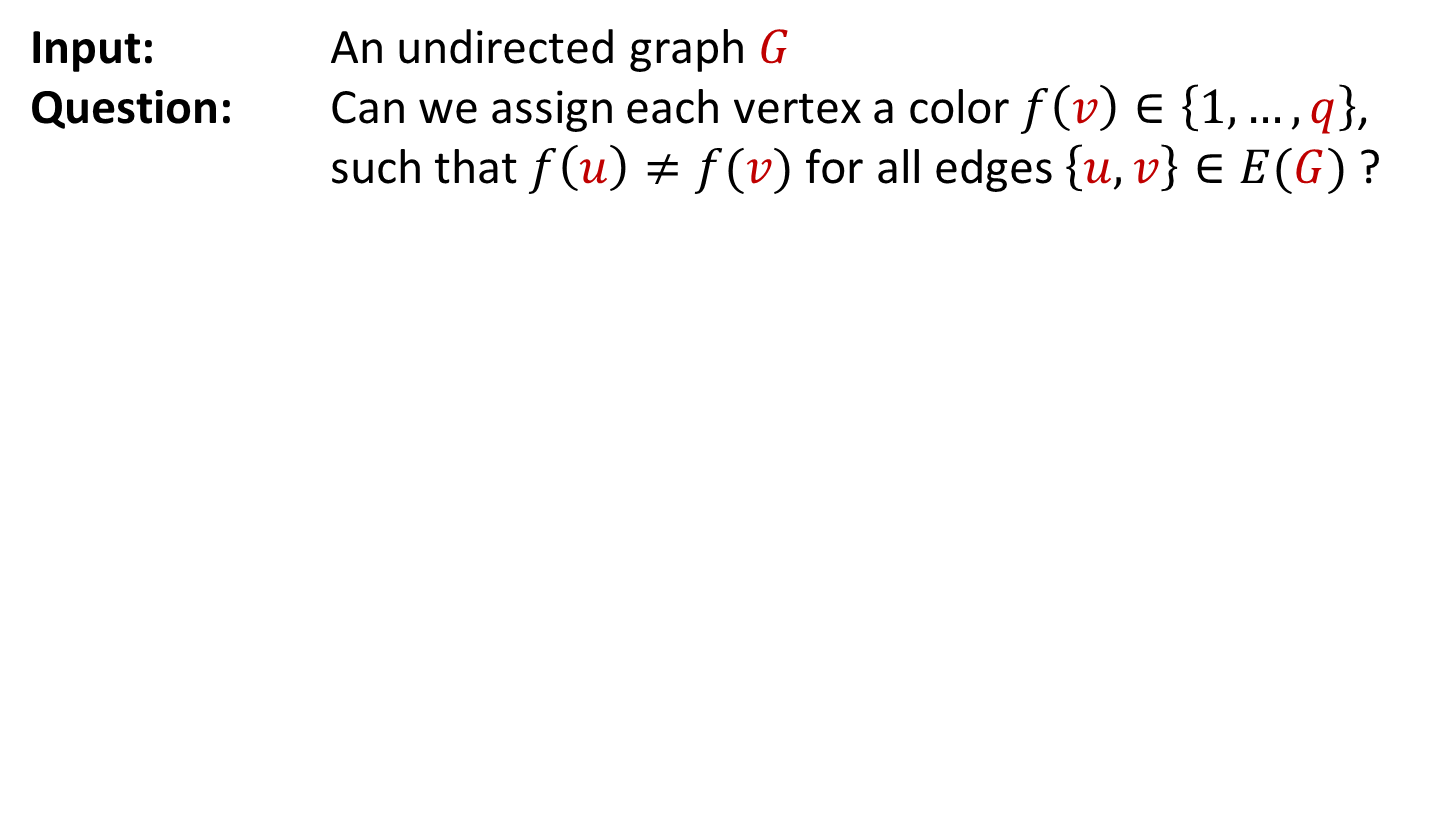 Input: An undirected graph G
Question: Can we assign each vertex a color f(v) ∈ {1, … , q},
such that f(u) ≠ f(v) for all edges {u, v} ∈ E(G) ?